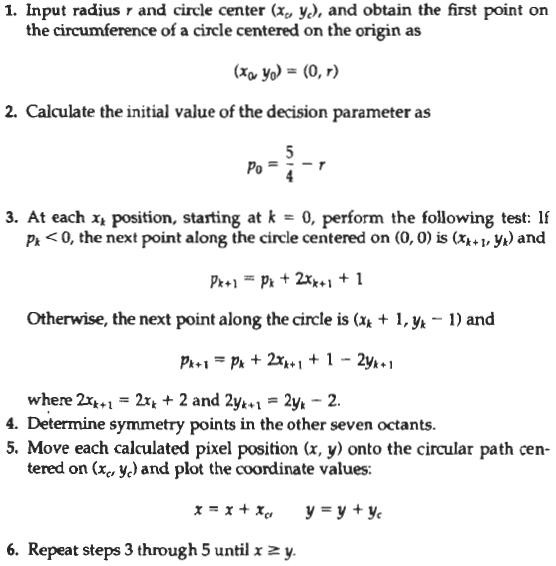 1. Input radius r and circle center (x_c, y_c), and obtain the first point on
the circumference of a circle centered on the origin as
(x_0, y_0) = (0, r)
2. Calculate the initial value of the decision parameter as
p_0 = 5/4 − r
3. At each x_k position, starting at k = 0, perform the following test: If
p_k < 0, the next point along the circle centered on (0, 0) is (x_{k+1}, y_k) and
p_{k+1} = p_k + 2x_{k+1} + 1
Otherwise, the next point along the circle is (x_k + 1, y_k − 1) and
p_{k+1} = p_k + 2x_{k+1} + 1 − 2y_{k+1}
where 2x_{k+1} = 2x_k + 2 and 2y_{k+1} = 2y_k − 2.
4. Determine symmetry points in the other seven octants.
5. Move each calculated pixel position (x, y) onto the circular path cen-
tered on (x_c, y_c) and plot the coordinate values:
x = x + x_c, y = y + y_c
6. Repeat steps 3 through 5 until x ≥ y.